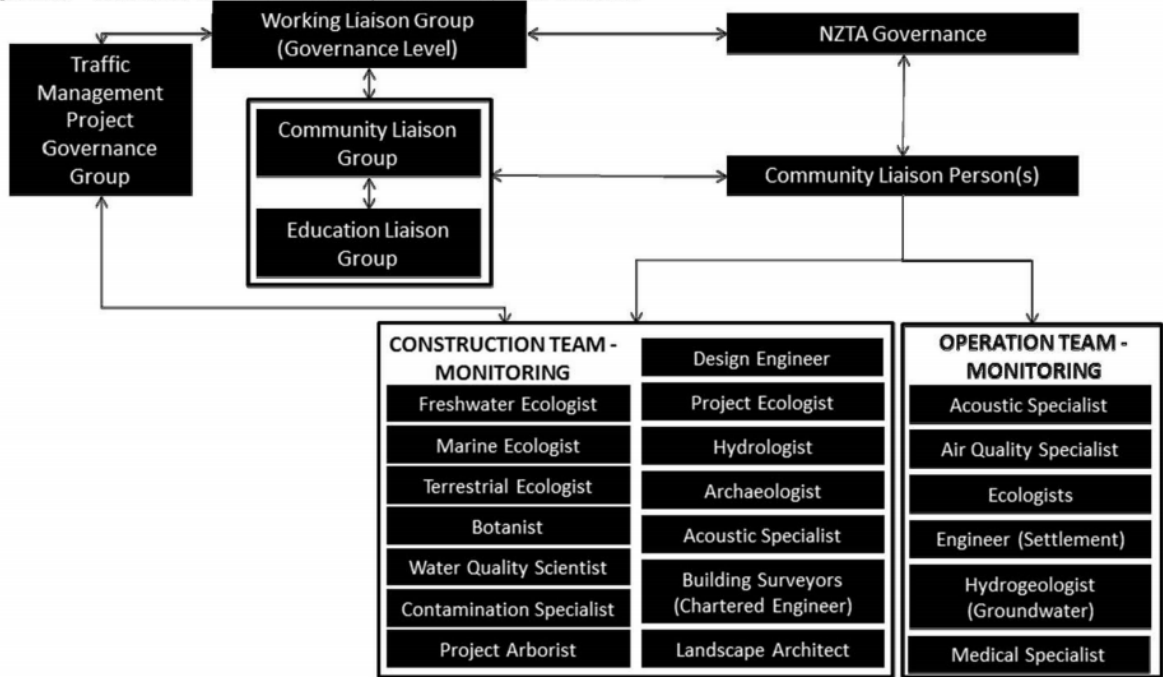 Working Liaison Group
(Governance Level)
NZTA Governance
Traffic
Management
Project
Governance
Group
Community Liaison
Group
Education Liaison
Group
Community Liaison Person(s)
CONSTRUCTION TEAM -
MONITORING
Freshwater Ecologist
Marine Ecologist
Terrestrial Ecologist
Botanist
Water Quality Scientist
Contamination Specialist
Project Arborist
Design Engineer
Project Ecologist
Hydrologist
Archaeologist
Acoustic Specialist
Building Surveyors
(Chartered Engineer)
Landscape Architect
OPERATION TEAM -
MONITORING
Acoustic Specialist
Air Quality Specialist
Ecologists
Engineer (Settlement)
Hydrogeologist
(Groundwater)
Medical Specialist